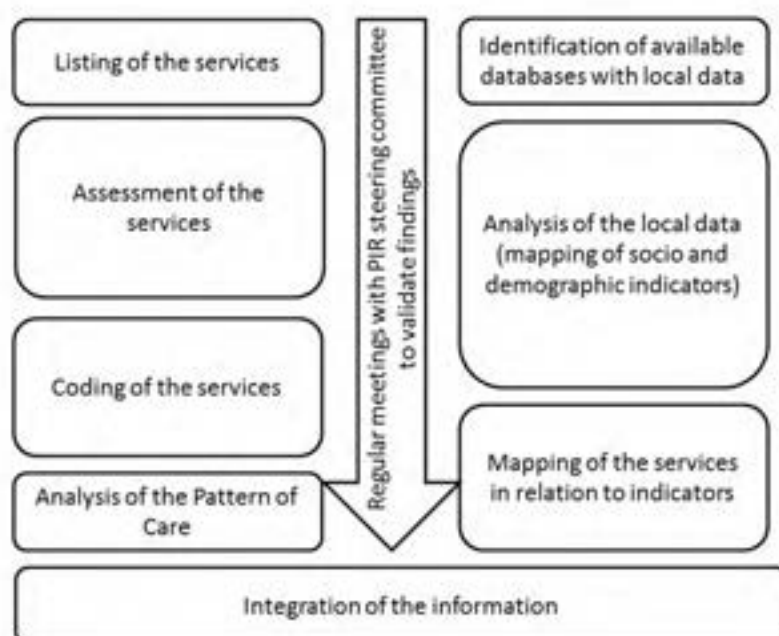 Listing of the services
Assessment of the
services
Coding of the services
Analysis of the Pattern of
Care
Regular meetings with PIR steering committee
to validate findings
Identification of available
databases with local data
Analysis of the local data
(mapping of socio and
demographic indicators)
Mapping of the services
in relation to indicators
Integration of the information